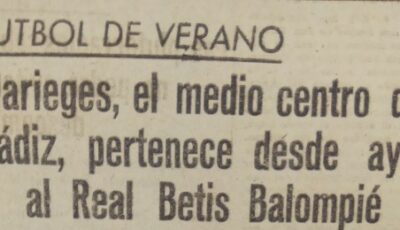 UTBOL DE VERANO
arieges, el medio centro
ádiz, pertenece desde ay
al Real Betis Balompié